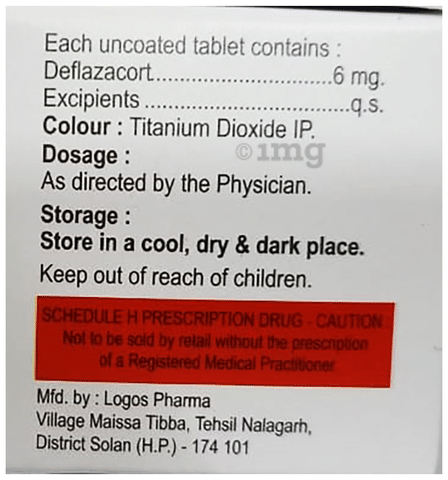 Each uncoated tablet contains :
Deflazacort..............................6 mg.
Excipients ..................................q.s.
Colour : Titanium Dioxide IP.
Dosage :
©1mg
As directed by the Physician.
Storage :
Store in a cool, dry & dark place.
Keep out of reach of children.
SCHEDULE H PRESCRIPTION DRUG - CAUTION
Not to be sold by retail without the prescription
of a Registered Medical Practitioner
Mfd. by : Logos Pharma
Village Maissa Tibba, Tehsil Nalagarh,
District Solan (H.P.) - 174 101